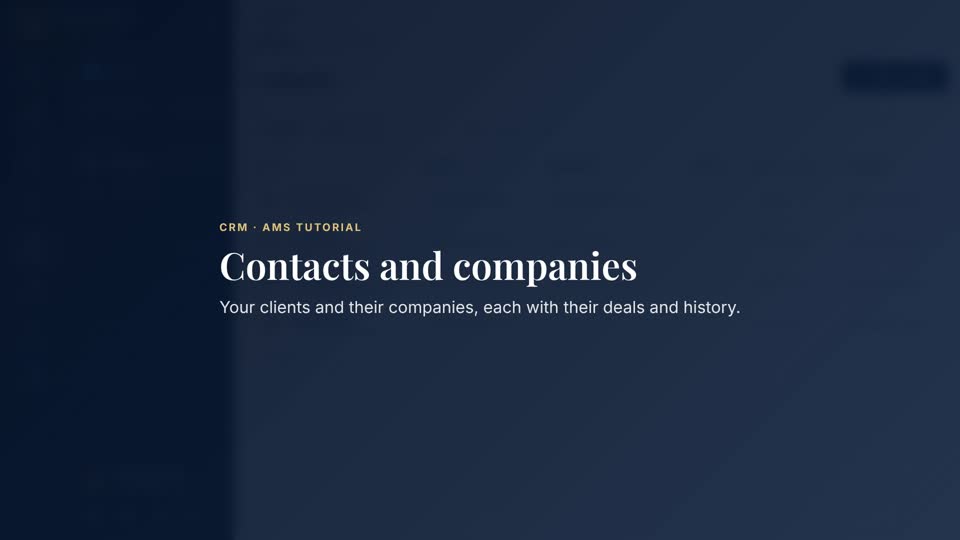 CRM · AMS TUTORIAL
Contacts and companies
Your clients and their companies, each with their deals and history.